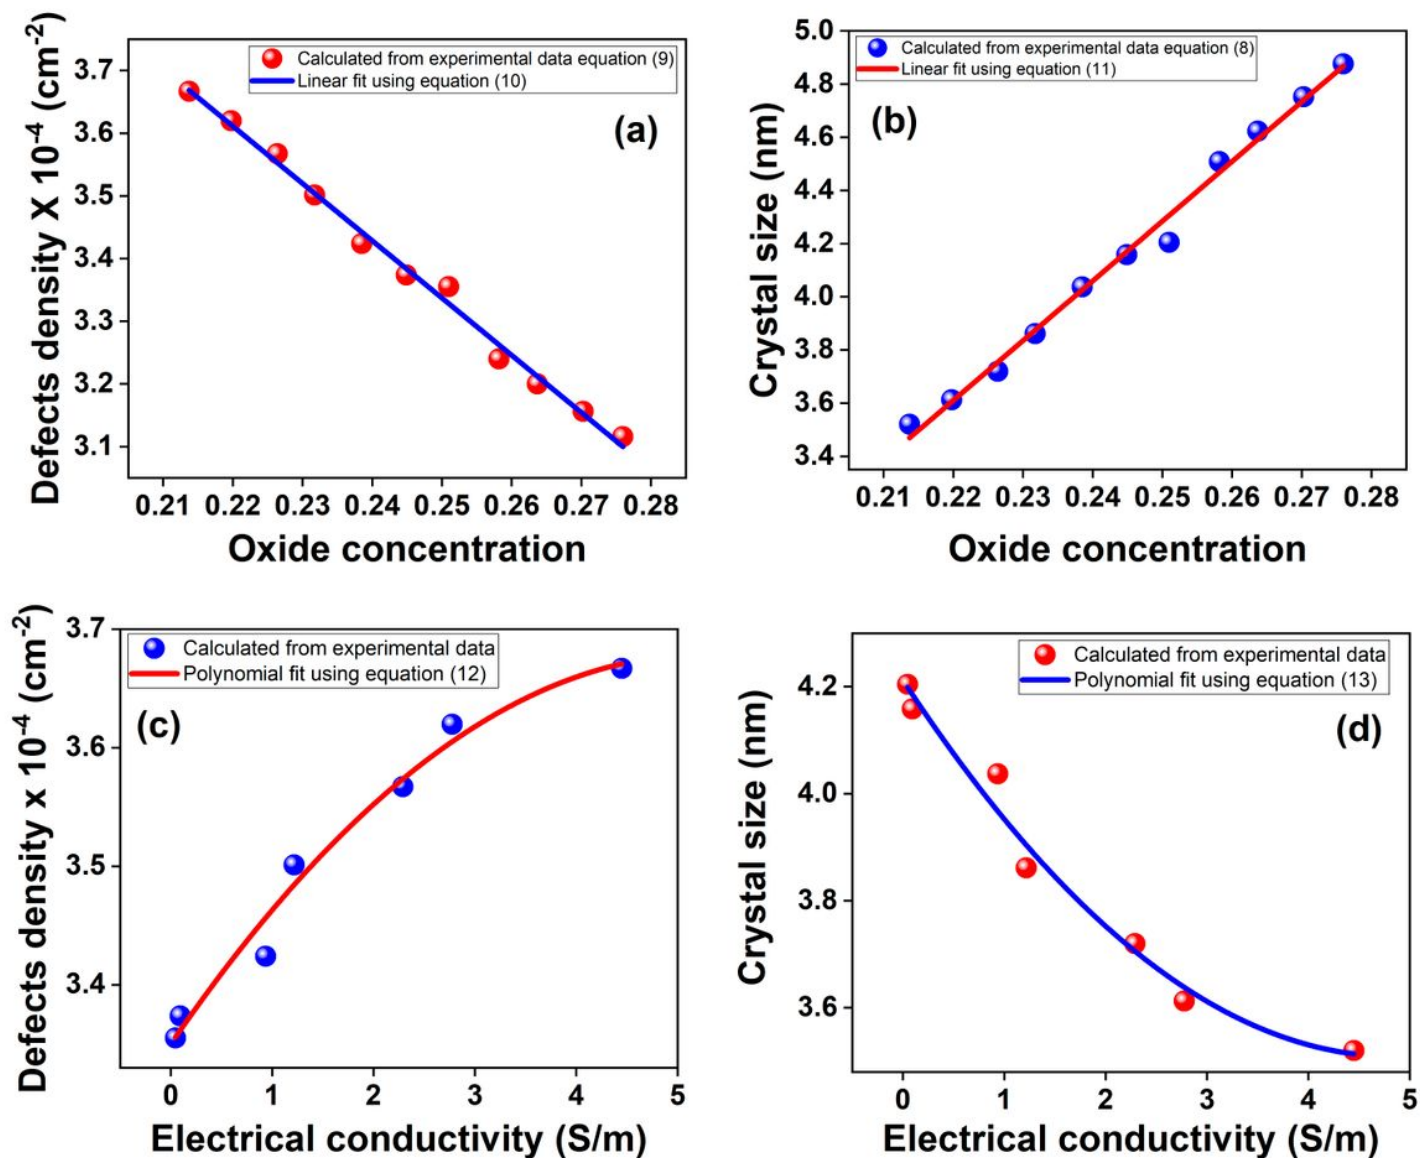 Defects density X 10⁻⁴ (cm⁻²)
3.7
3.6
3.5
3.4
3.3
3.2
3.1
Calculated from experimental data equation (9)
Linear fit using equation (10)
(a)
0.21 0.22 0.23 0.24 0.25 0.26 0.27 0.28
Oxide concentration
Crystal size (nm)
5.0
4.8
4.6
4.4
4.2
4.0
3.8
3.6
3.4
Calculated from experimental data equation (8)
Linear fit using equation (11)
(b)
0.21 0.22 0.23 0.24 0.25 0.26 0.27 0.28
Oxide concentration
Defects density x 10⁻⁴ (cm⁻²)
3.7
3.6
3.5
3.4
Calculated from experimental data
Polynomial fit using equation (12)
(c)
0 1 2 3 4 5
Electrical conductivity (S/m)
Crystal size (nm)
4.2
4.0
3.8
3.6
Calculated from experimental data
Polynomial fit using equation (13)
(d)
0 1 2 3 4 5
Electrical conductivity (S/m)